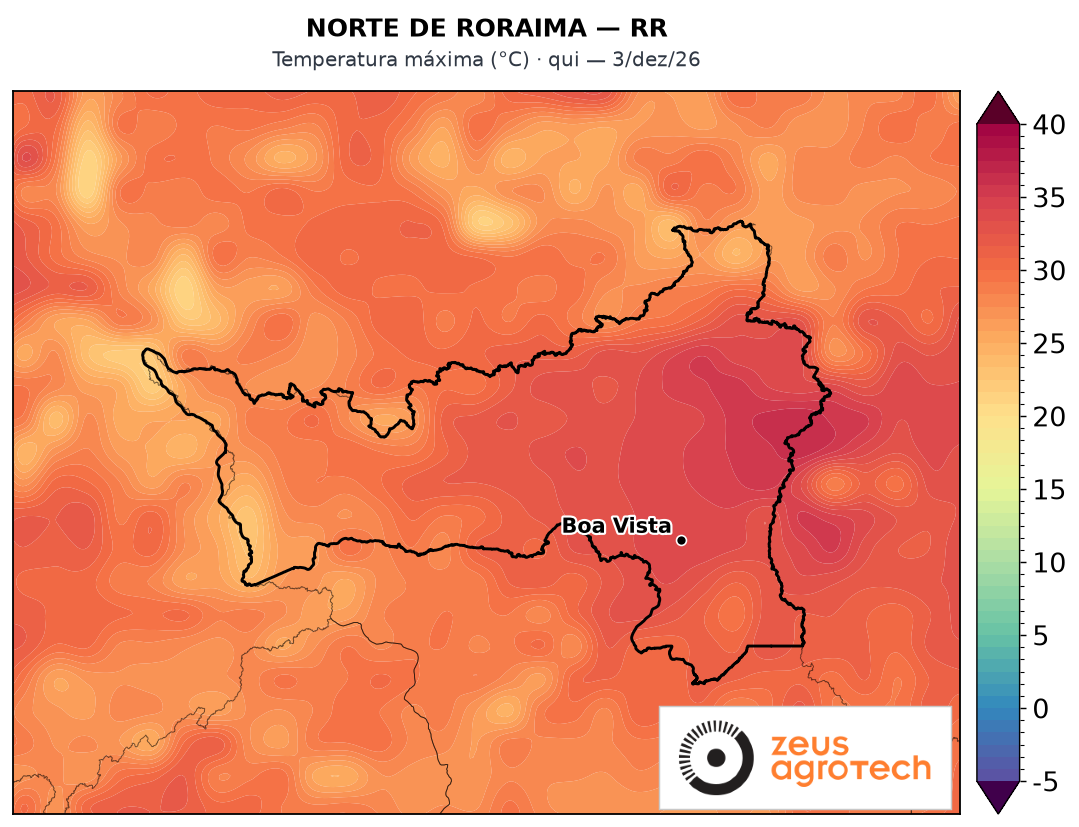 NORTE DE RORAIMA — RR
Temperatura máxima (°C) · qui — 3/dez/26
40
35
30
25
20
15
10
5
0
-5
Boa Vista
zeus
agrotech